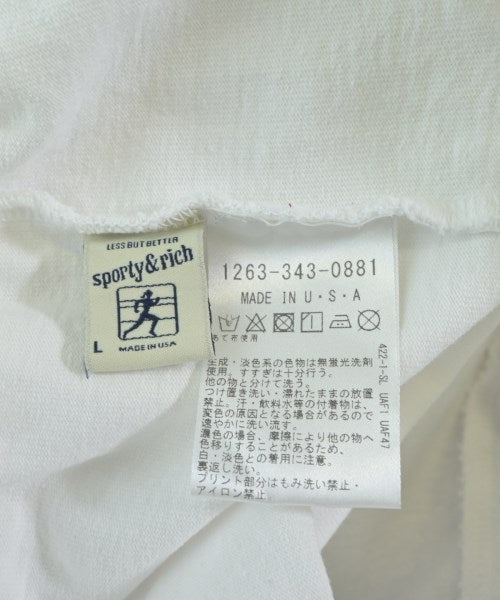 LESS BUT BETTER
sporty&rich
L
MADE IN USA
1263-343-0881
MADE IN U・S・A
あて布使用
生成・淡色系の色物は無蛍光洗剤
使用。すすぎは十分行う。
他の物と分けて洗う。
つけ置き洗い・濡れたままの放置
禁止。汗・飲料水等の付着物は、
変色の原因となる場合があるので
速やかに洗い流す。
濃色の場合、摩擦により他の物へ
色移りすることがあるため、
白・淡色との着用に注意。
裏返し洗い。
プリント部分はもみ洗い禁止・
アイロン禁止。
422-1-SL UAF1 UAF47